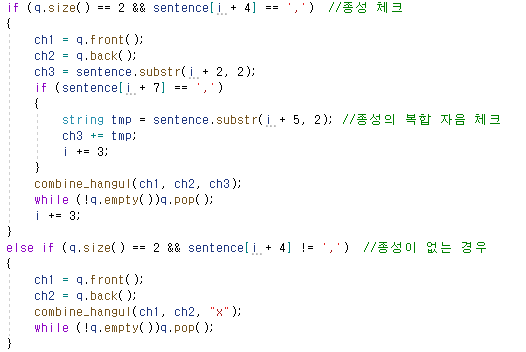 if (q.size() == 2 && sentence[i + 4] == ',')  //종성 체크
{
    ch1 = q.front();
    ch2 = q.back();
    ch3 = sentence.substr(i + 2, 2);
    if (sentence[i + 7] == ',')
    {
        string tmp = sentence.substr(i + 5, 2); //종성의 복합 자음 체크
        ch3 += tmp;
        i += 3;
    }
    combine_hangul(ch1, ch2, ch3);
    while (!q.empty())q.pop();
    i += 3;
}
else if (q.size() == 2 && sentence[i + 4] != ',')  //종성이 없는 경우
{
    ch1 = q.front();
    ch2 = q.back();
    combine_hangul(ch1, ch2, "x");
    while (!q.empty())q.pop();
}